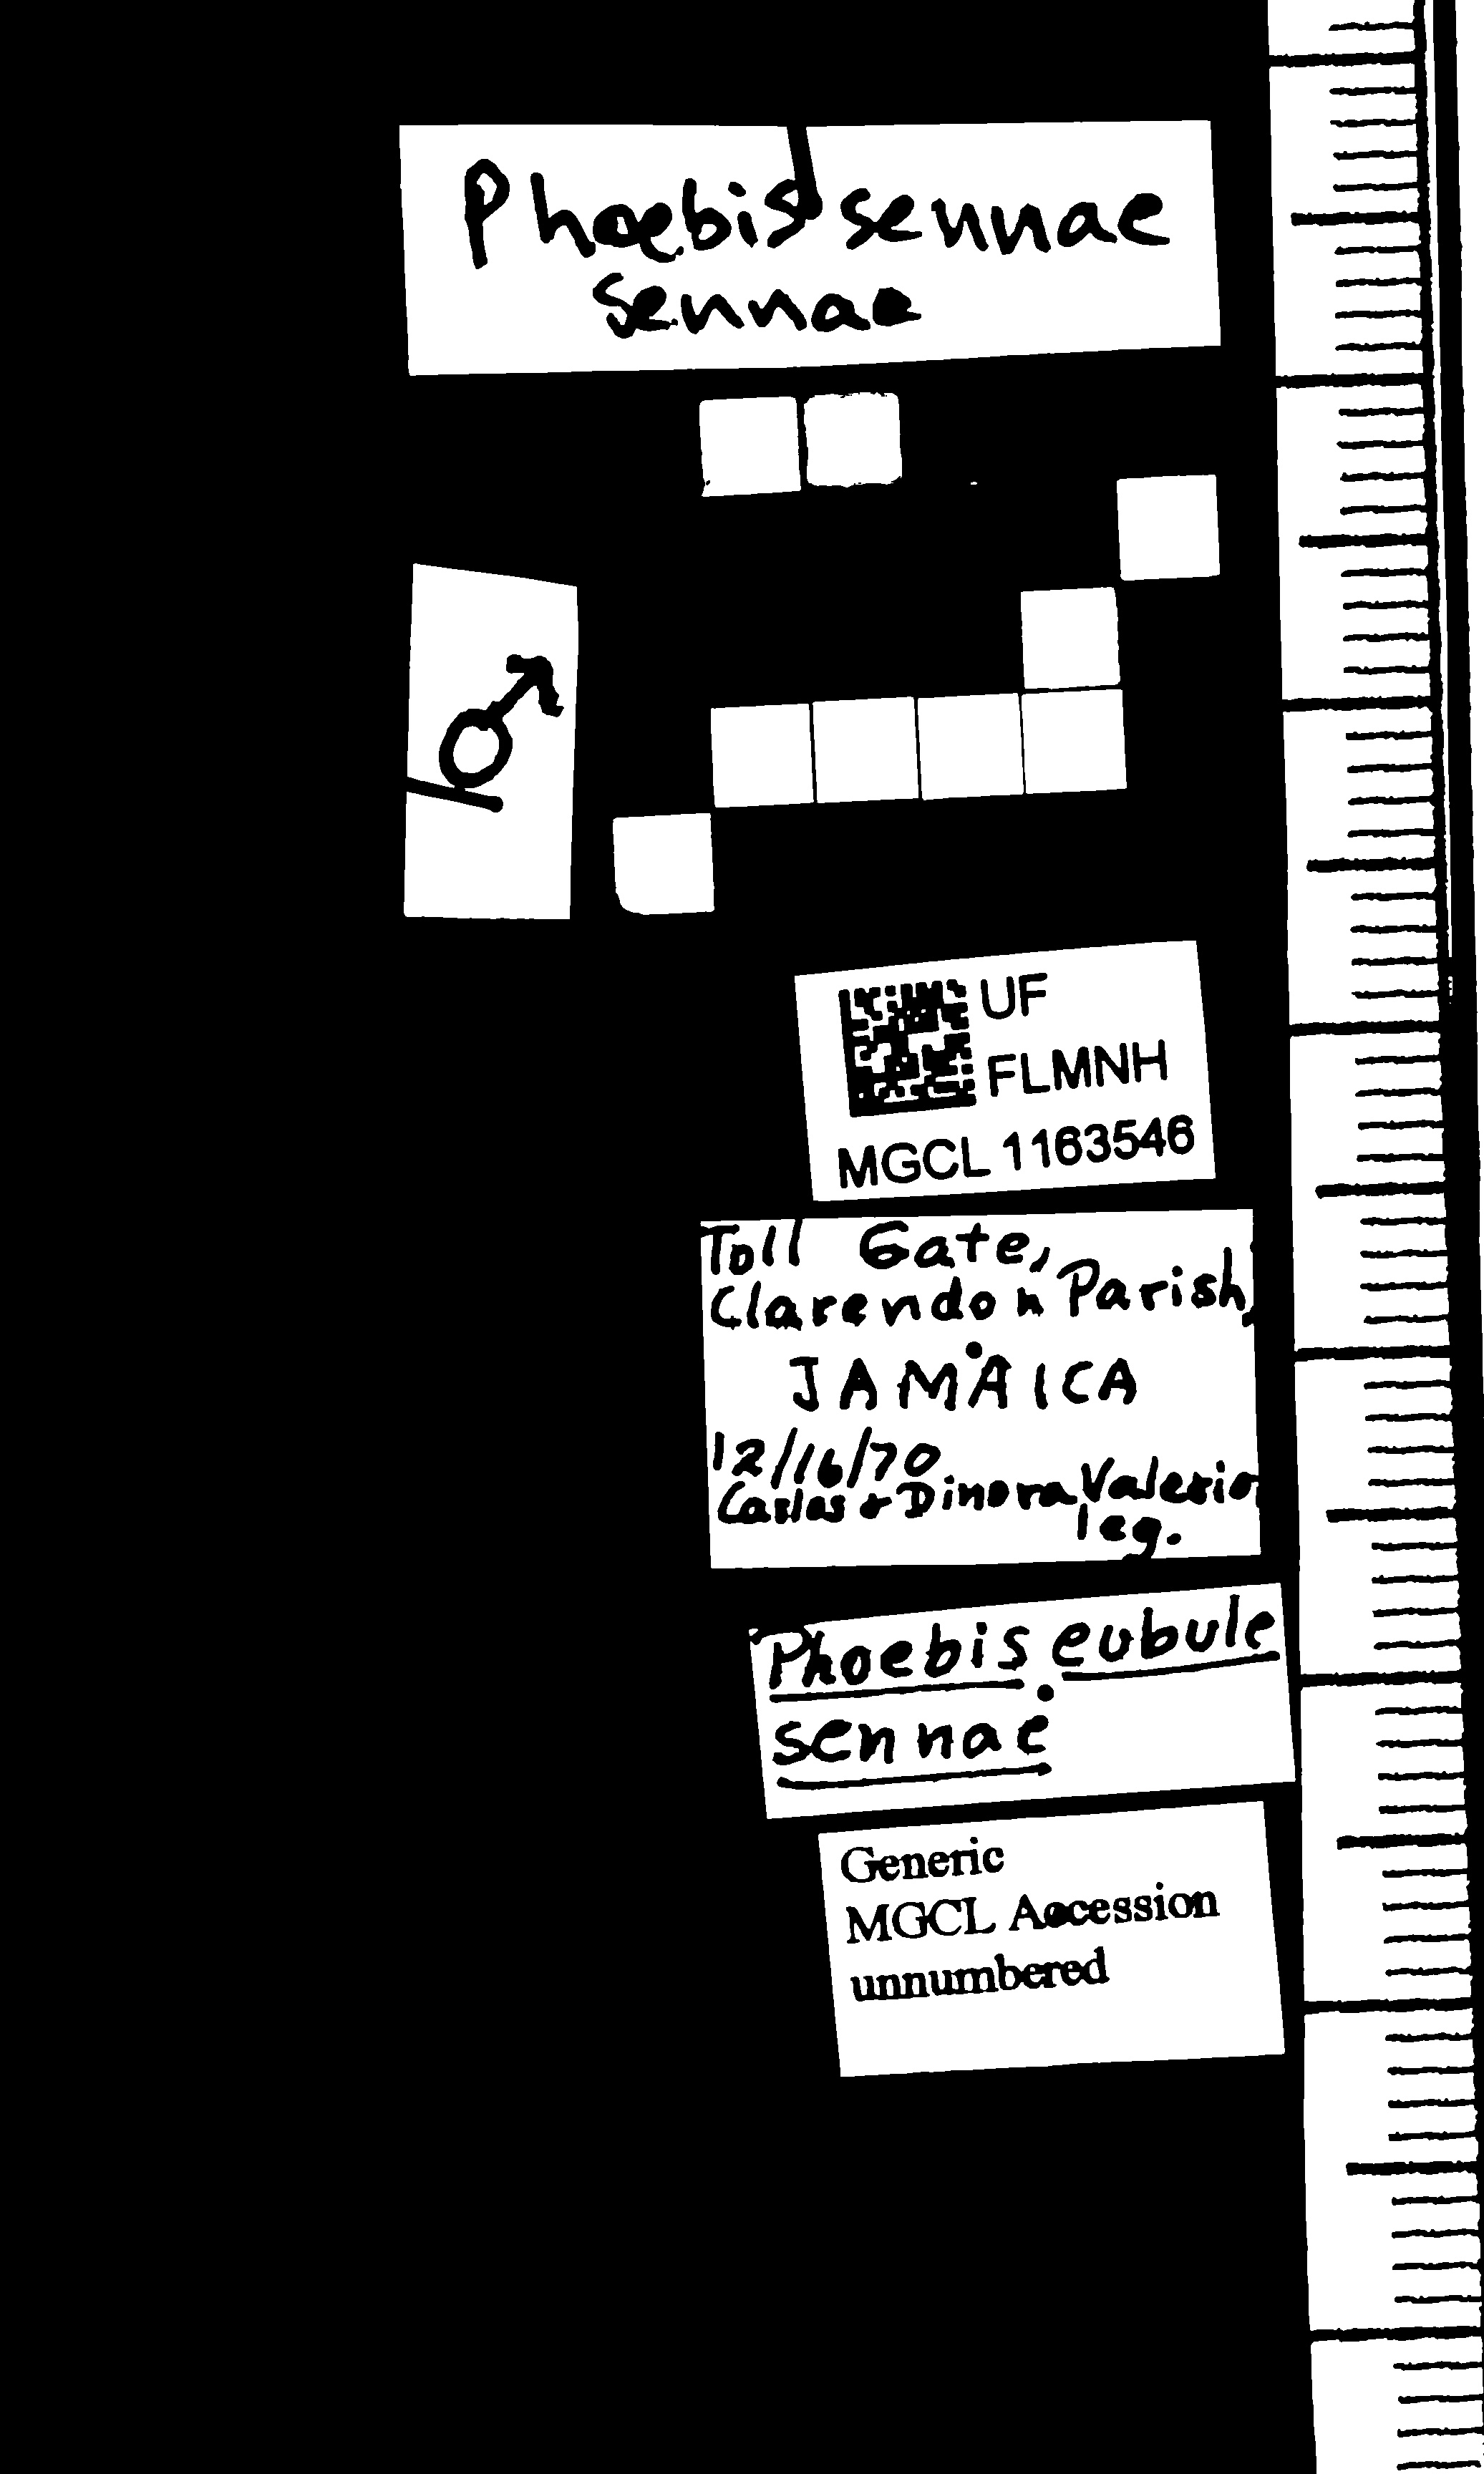 Phoebis sennae
sennae
♂
UF
FLMNH
MGCL 1163546
Toll Gate,
Clarendon Parish,
JAMAICA
12/16/70
Carlos & Dinora Valerio
leg.
Phoebis eubule
sennae
Generic
MGCL Accession
unnumbered